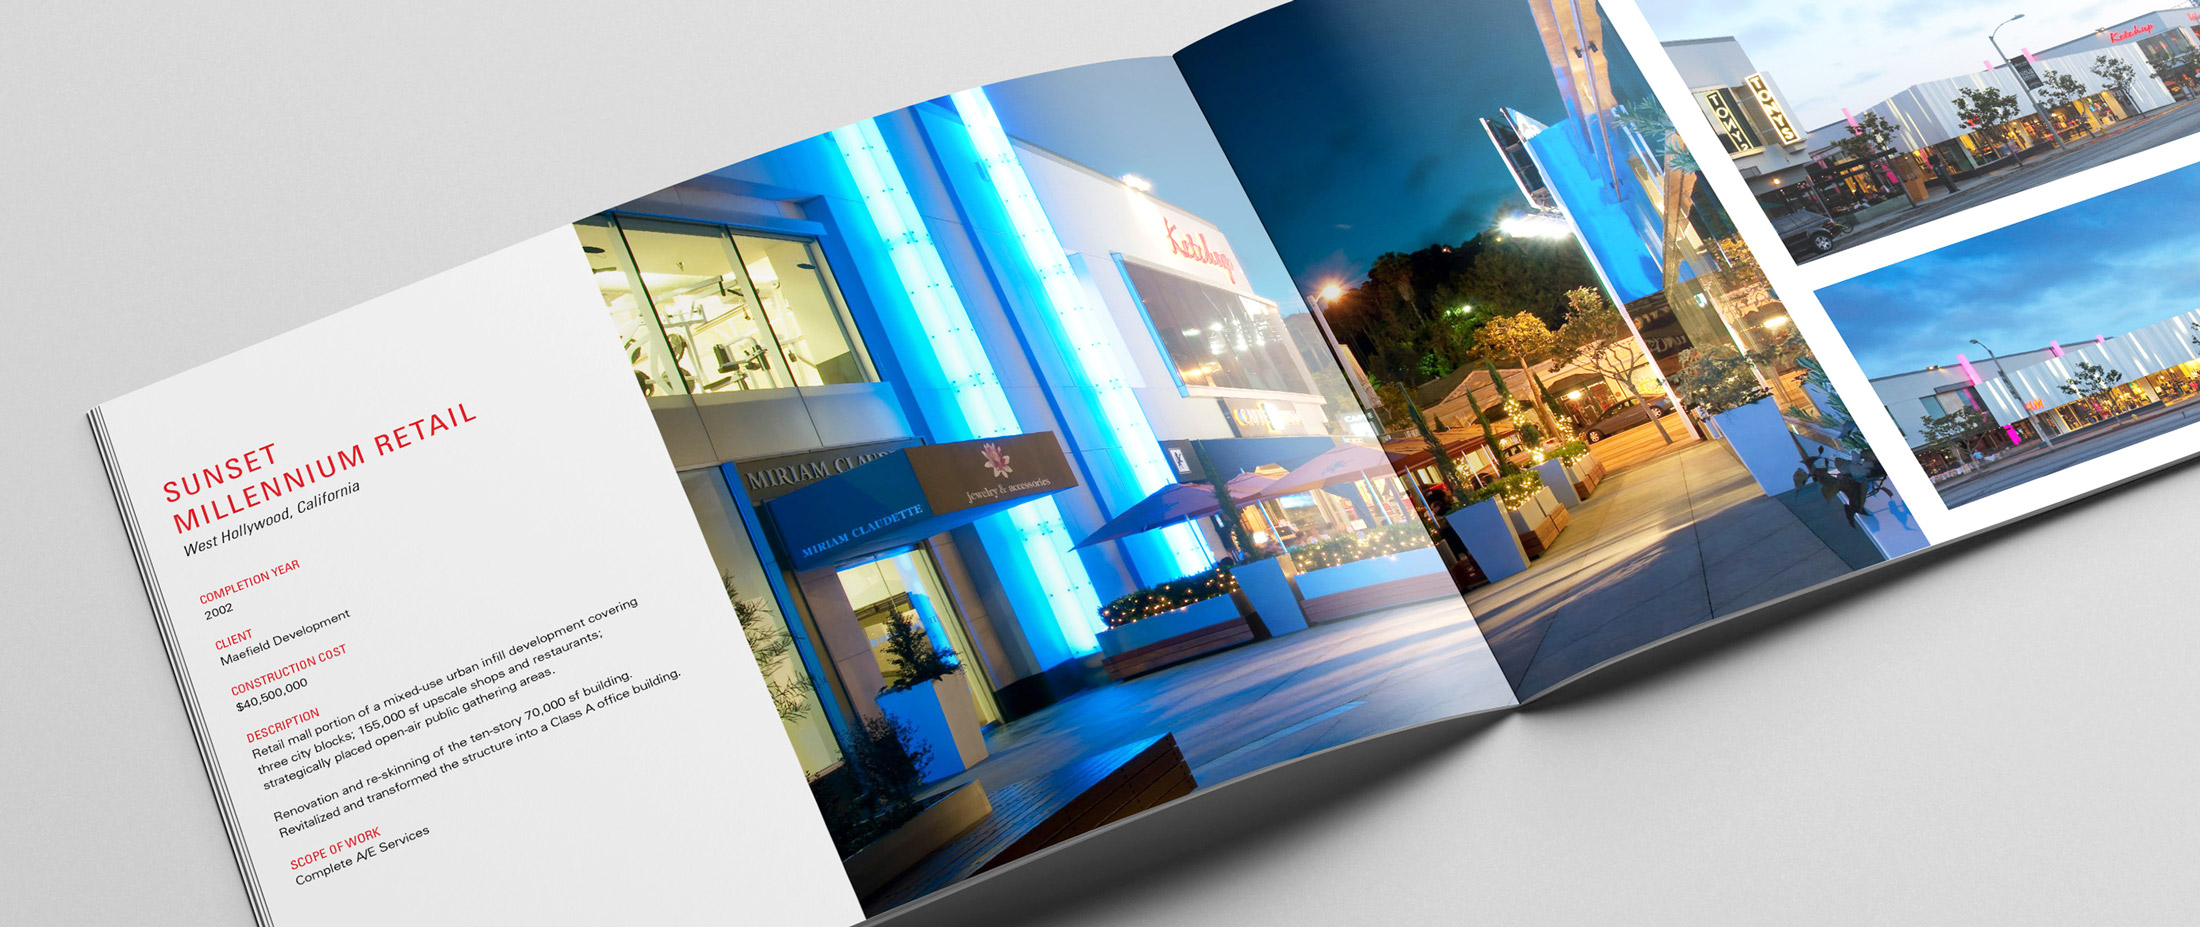 SUNSET
MILLENNIUM RETAIL
West Hollywood, California
COMPLETION YEAR
2002
CLIENT
Maefield Development
CONSTRUCTION COST
$40,500,000
DESCRIPTION
Retail mall portion of a mixed-use urban infill development covering
three city blocks; 155,000 sf upscale shops and restaurants;
strategically placed open-air public gathering areas.
Renovation and re-skinning of the ten-story 70,000 sf building.
Revitalized and transformed the structure into a Class A office building.
SCOPE OF WORK
Complete A/E Services
MIRIAM
MIRIAM CLAUDETTE
jewelry & accessories
Ketchup
TONY'S
Ketchup